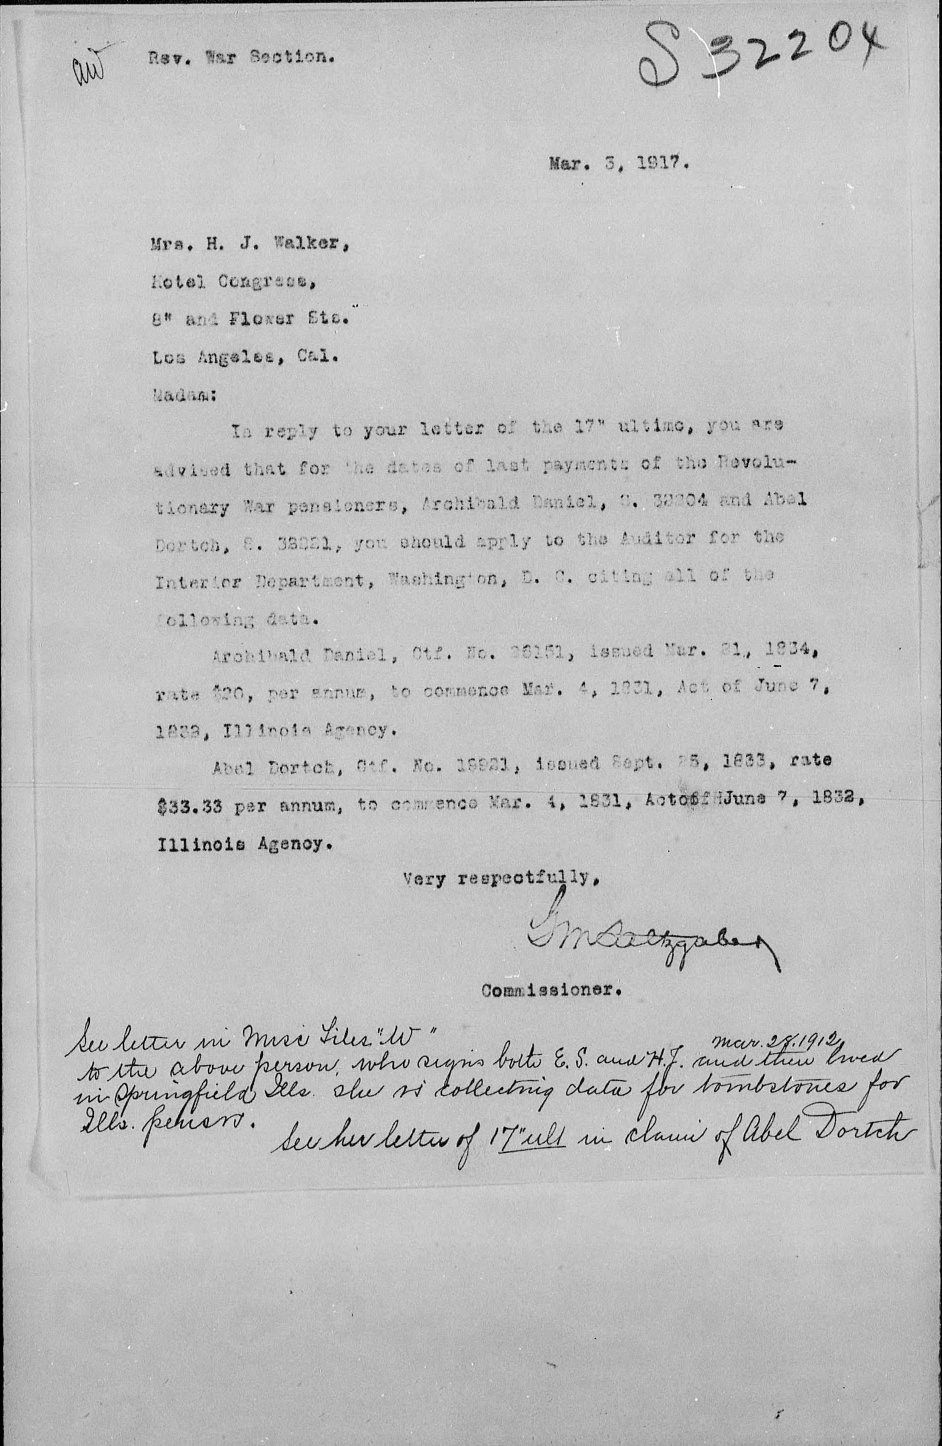 aw Rev. War Section. S 32204
Mar. 3, 1917.
Mrs. H. J. Walker,
Hotel Congress,
8" and Flower Sts.
Los Angeles, Cal.
Madam:
In reply to your letter of the 17" ultimo, you are
advised that for the dates of last payments of the Revolu-
tionary War pensioners, Archibald Daniel, S. 32204 and Abel
Dortch, S. 32221, you should apply to the Auditor for the
Interior Department, Washington, D. C. citing all of the
following data.
Archibald Daniel, Ctf. No. 26151, issued Mar. 21, 1834,
rate $20, per annum, to commence Mar. 4, 1831, Act of June 7,
1832, Illinois Agency.
Abel Dortch, Ctf. No. 19921, issued Sept. 25, 1833, rate
$33.33 per annum, to commence Mar. 4, 1831, Act of June 7, 1832,
Illinois Agency.
Very respectfully,
G M Saltzgaber
Commissioner.
See letter in Misc Files "W"
Mar. 28, 1912
to the above person, who signs both E. S. and H. J. and then lived
in Springfield Ills. she is collecting data for tombstones for
Ills. pensrs.
See her letter of 17" ult in claim of Abel Dortch